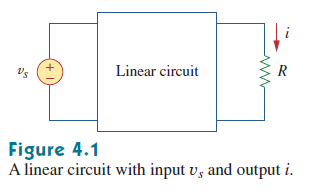 i
v_s
+
−
Linear circuit
R
Figure 4.1
A linear circuit with input v_s and output i.